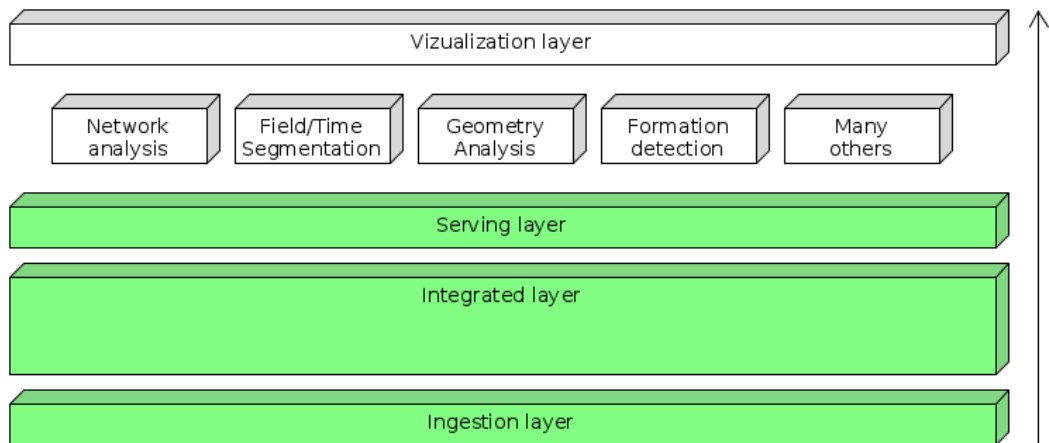 Vizualization layer
Network
analysis
Field/Time
Segmentation
Geometry
Analysis
Formation
detection
Many
others
Serving layer
Integrated layer
Ingestion layer